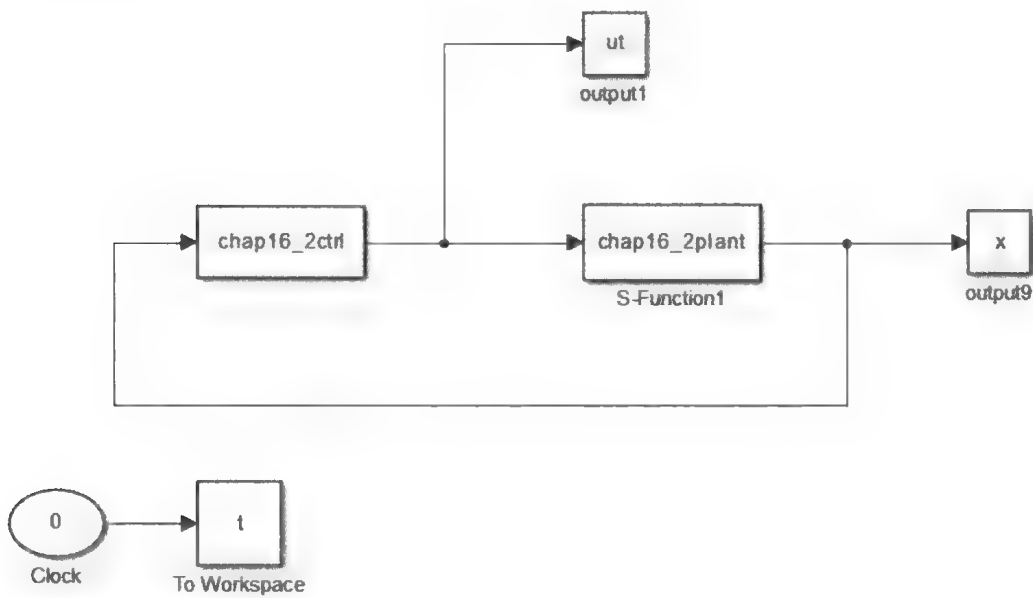 ut
output1
chap16_2ctrl
chap16_2plant
S-Function1
x
output9
0
Clock
t
To Workspace